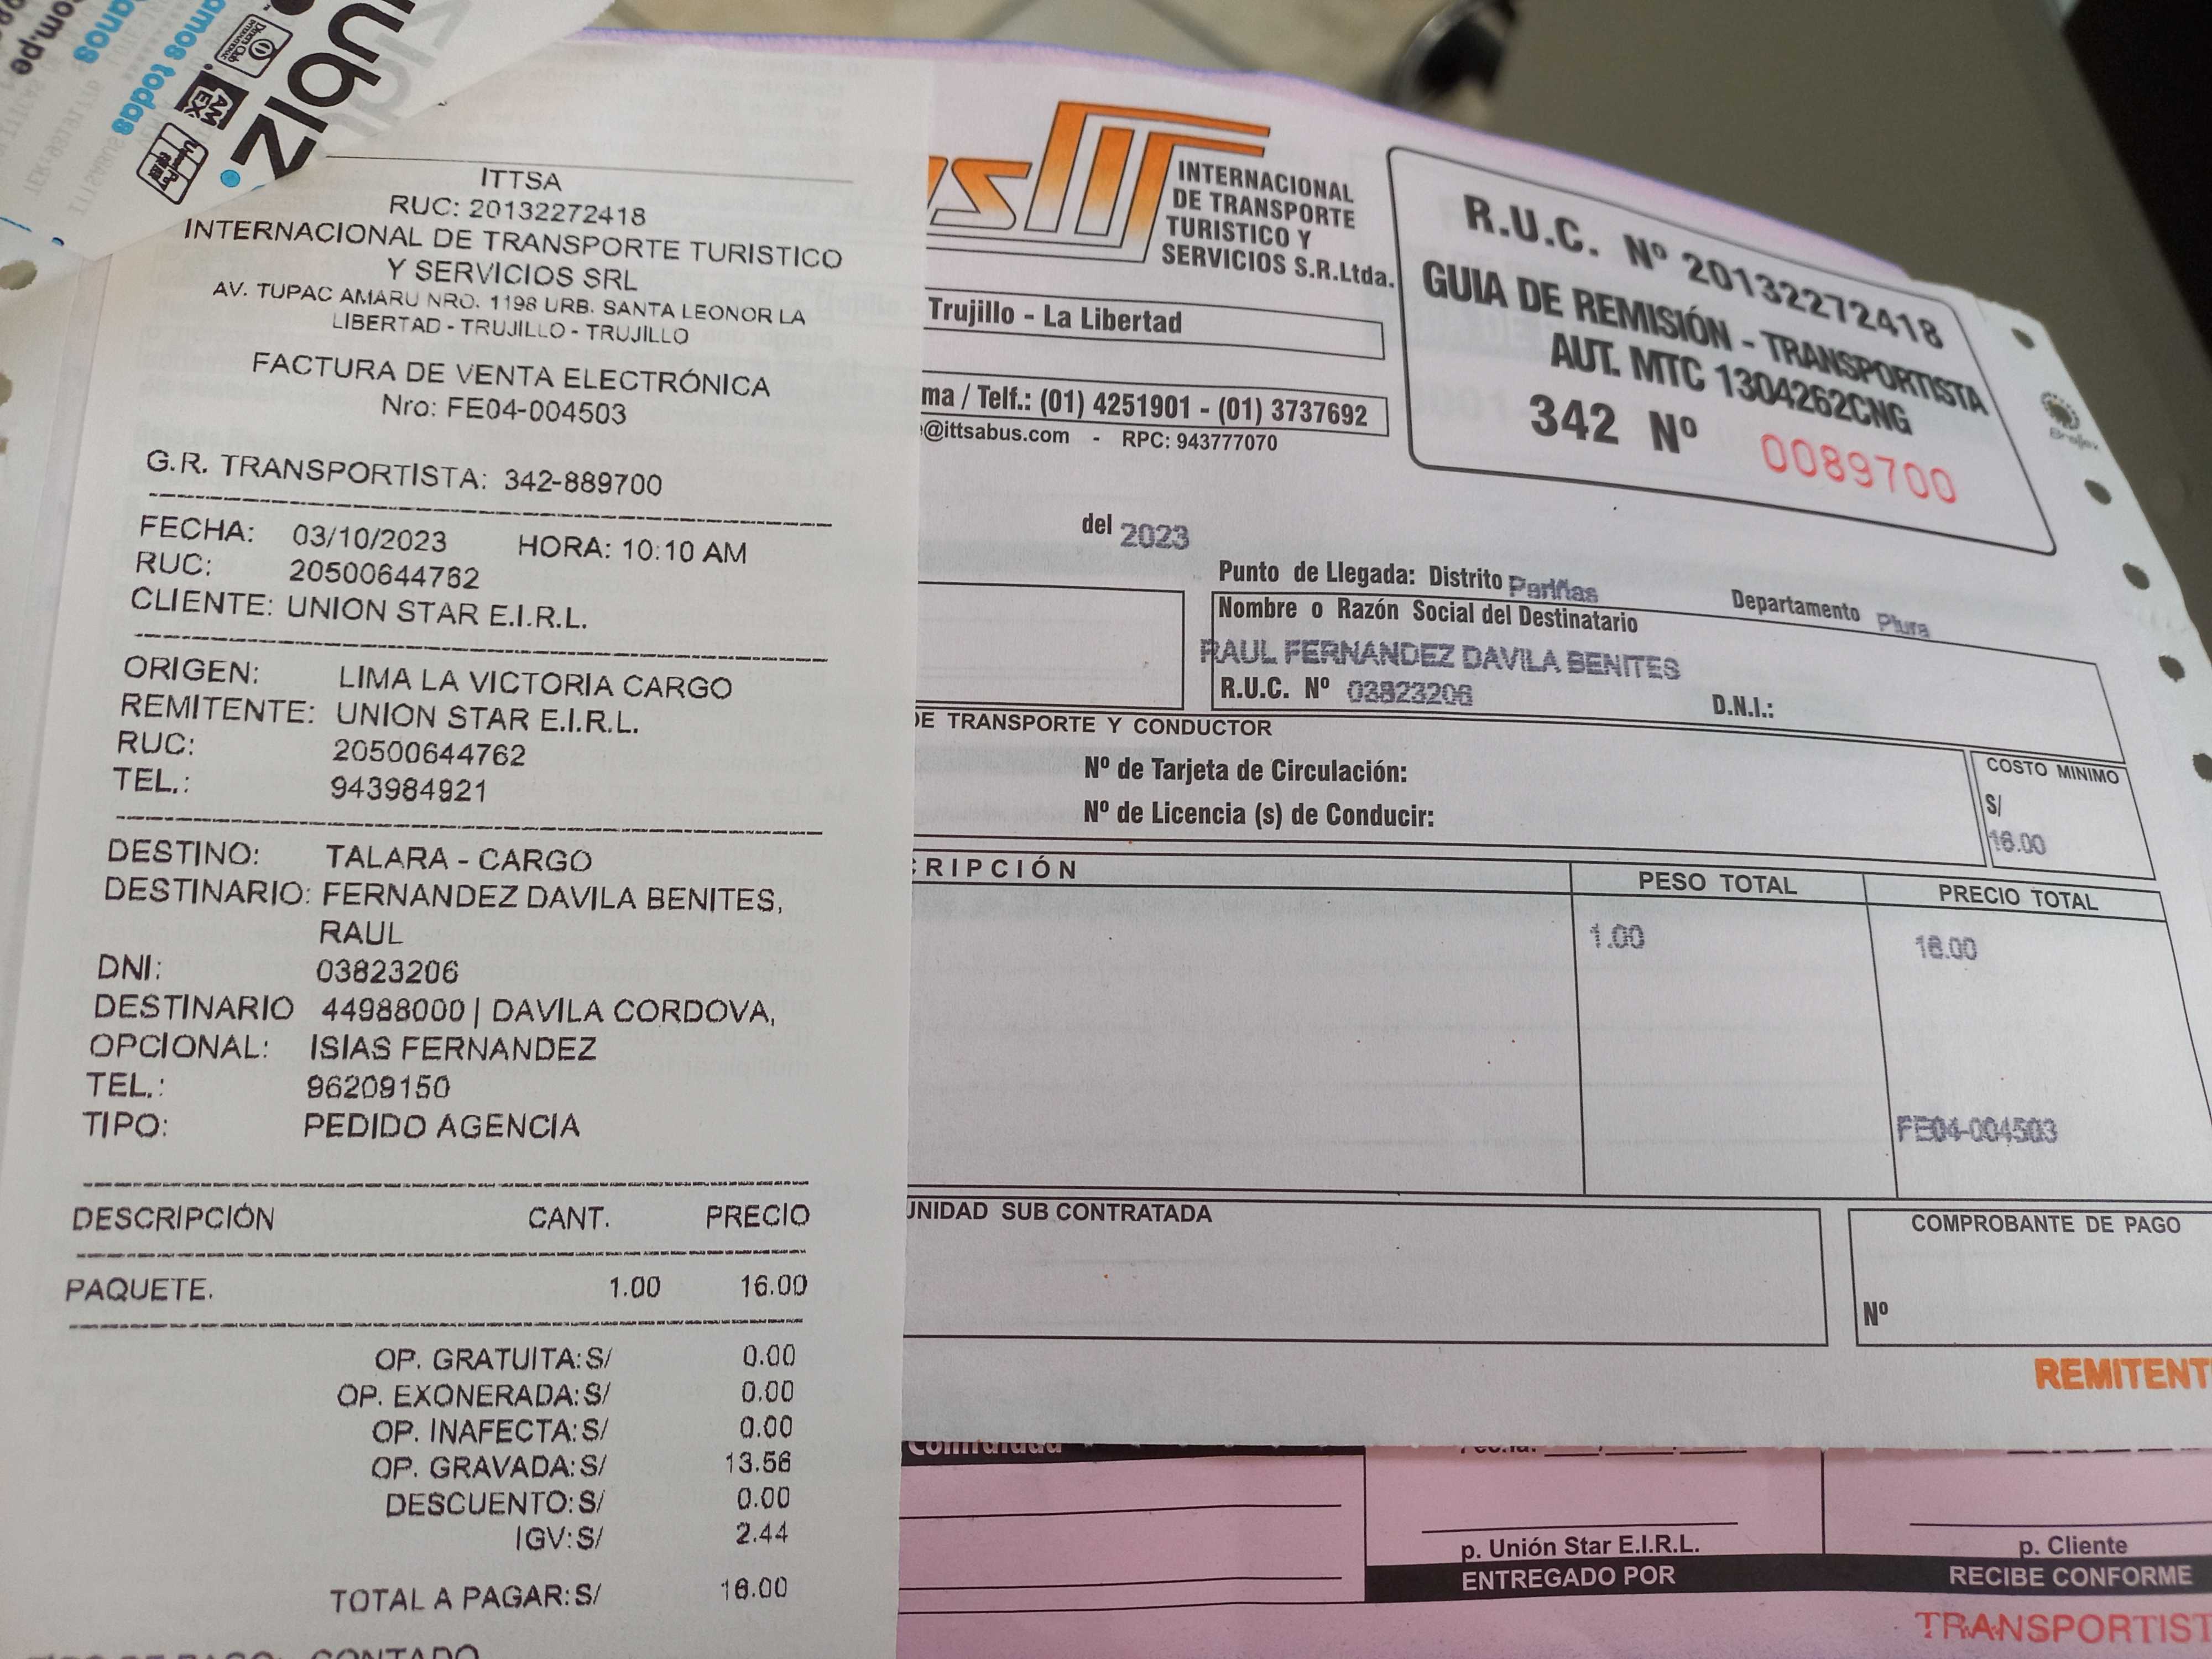 ubiz
amos todas
anos
om.pe
AM
EX
ITTSA
RUC: 20132272418
INTERNACIONAL DE TRANSPORTE TURISTICO
Y SERVICIOS SRL
AV. TUPAC AMARU NRO. 1198 URB. SANTA LEONOR LA
LIBERTAD - TRUJILLO - TRUJILLO
FACTURA DE VENTA ELECTRÓNICA
Nro: FE04-004503
G.R. TRANSPORTISTA: 342-889700
FECHA: 03/10/2023 HORA: 10:10 AM
RUC: 20500644762
CLIENTE: UNION STAR E.I.R.L.
ORIGEN: LIMA LA VICTORIA CARGO
REMITENTE: UNION STAR E.I.R.L.
RUC: 20500644762
TEL.: 943984921
DESTINO: TALARA - CARGO
DESTINARIO: FERNANDEZ DAVILA BENITES,
RAUL
DNI: 03823206
DESTINARIO 44988000 | DAVILA CORDOVA,
OPCIONAL: ISIAS FERNANDEZ
TEL.: 96209150
TIPO: PEDIDO AGENCIA
DESCRIPCIÓN CANT. PRECIO
PAQUETE. 1.00 16.00
OP. GRATUITA:S/ 0.00
OP. EXONERADA:S/ 0.00
OP. INAFECTA:S/ 0.00
OP. GRAVADA:S/ 13.56
DESCUENTO:S/ 0.00
IGV:S/ 2.44
TOTAL A PAGAR:S/ 16.00
CONTADO
INTERNACIONAL
DE TRANSPORTE
TURISTICO Y
SERVICIOS S.R.Ltda.
Trujillo - La Libertad
ma / Telf.: (01) 4251901 - (01) 3737692
@ittsabus.com - RPC: 943777070
R.U.C. Nº 20132272418
GUIA DE REMISIÓN - TRANSPORTISTA
AUT. MTC 1304262CNG
342 Nº 0089700
del 2023
Punto de Llegada: Distrito Pariñas Departamento Piura
Nombre o Razón Social del Destinatario
RAUL FERNANDEZ DAVILA BENITES
R.U.C. Nº 03823206 D.N.I.:
DE TRANSPORTE Y CONDUCTOR
Nº de Tarjeta de Circulación:
Nº de Licencia (s) de Conducir:
COSTO MINIMO
S/
16.00
CRIPCIÓN PESO TOTAL PRECIO TOTAL
1.00 16.00
FE04-004503
UNIDAD SUB CONTRATADA
COMPROBANTE DE PAGO
Nº
REMITENT
p. Unión Star E.I.R.L.
ENTREGADO POR
p. Cliente
RECIBE CONFORME
TRANSPORTIST